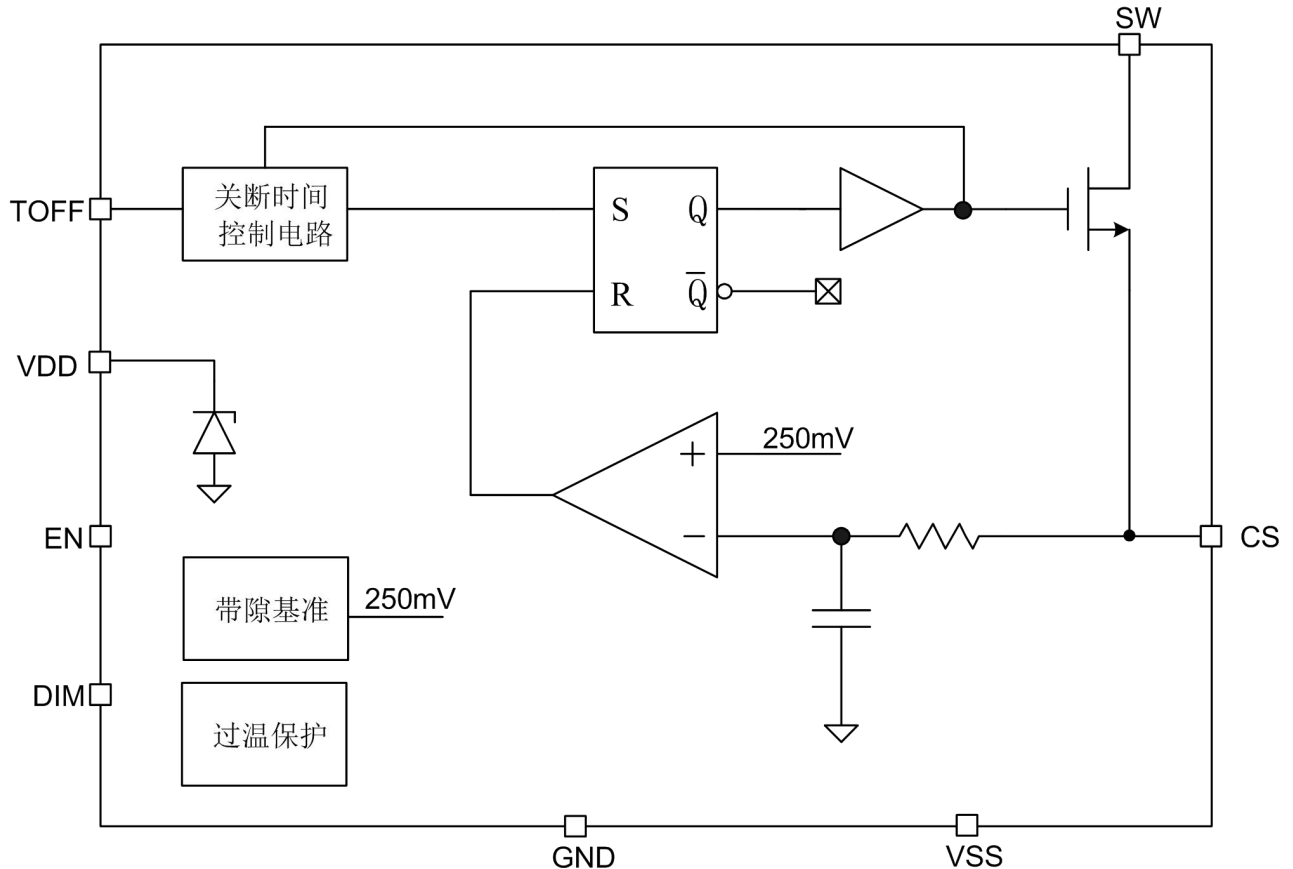 SW
TOFF
关断时间
控制电路
S
Q
R
Q̅
VDD
250mV
+
−
EN
CS
带隙基准
250mV
DIM
过温保护
GND
VSS